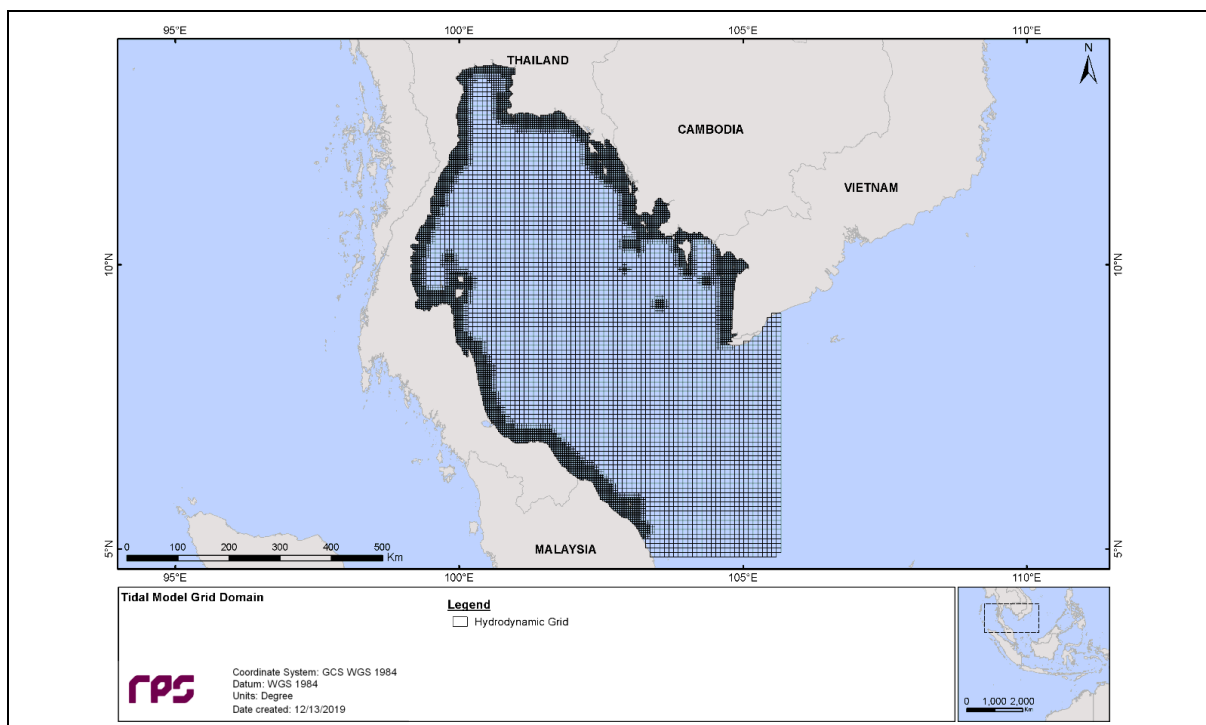 95°E 100°E 105°E 110°E
N
THAILAND
CAMBODIA
VIETNAM
10°N 10°N
MALAYSIA
5°N 5°N
0 100 200 300 400 500
Km
95°E 100°E 105°E 110°E
Tidal Model Grid Domain
Legend
Hydrodynamic Grid
rps
Coordinate System: GCS WGS 1984
Datum: WGS 1984
Units: Degree
Date created: 12/13/2019
0 1,000 2,000
Km